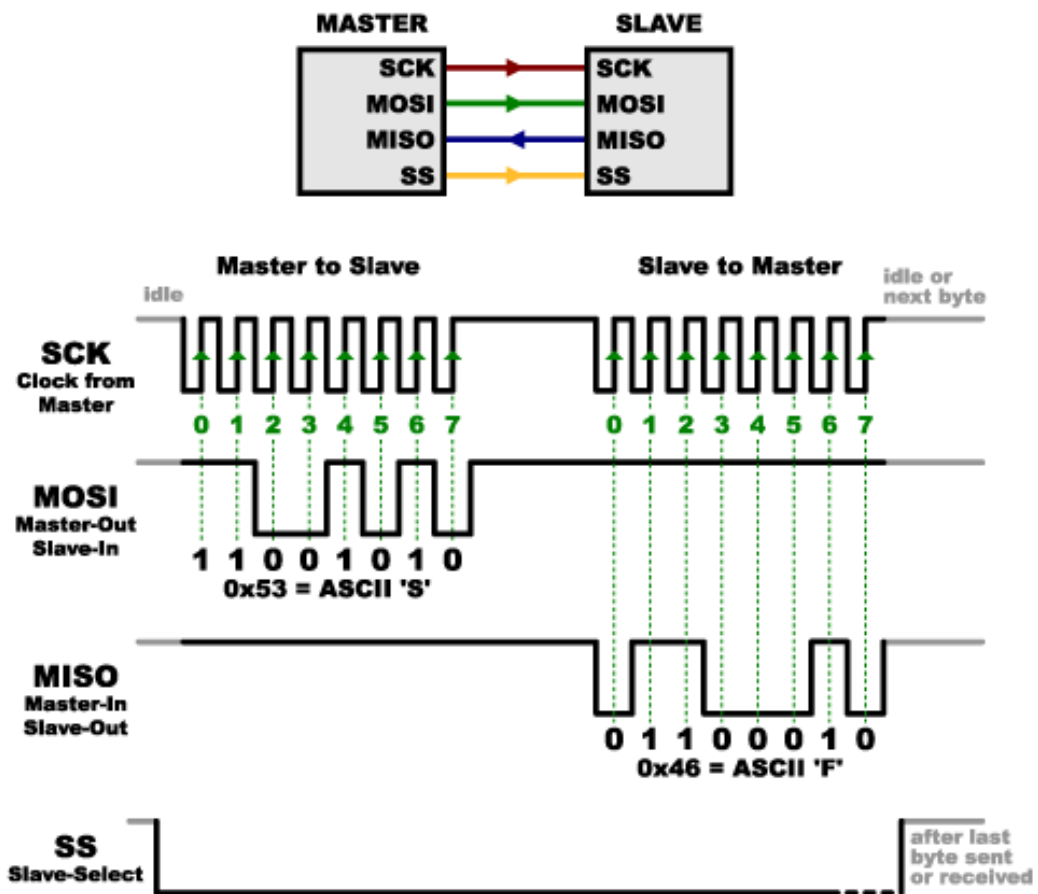 MASTER SLAVE
SCK SCK
MOSI MOSI
MISO MISO
SS SS
Master to Slave Slave to Master
idle
idle or
next byte
SCK
Clock from
Master
0 1 2 3 4 5 6 7 0 1 2 3 4 5 6 7
MOSI
Master-Out
Slave-In
1 1 0 0 1 0 1 0
0x53 = ASCII 'S'
MISO
Master-In
Slave-Out
0 1 1 0 0 0 1 0
0x46 = ASCII 'F'
SS
Slave-Select
after last
byte sent
or received